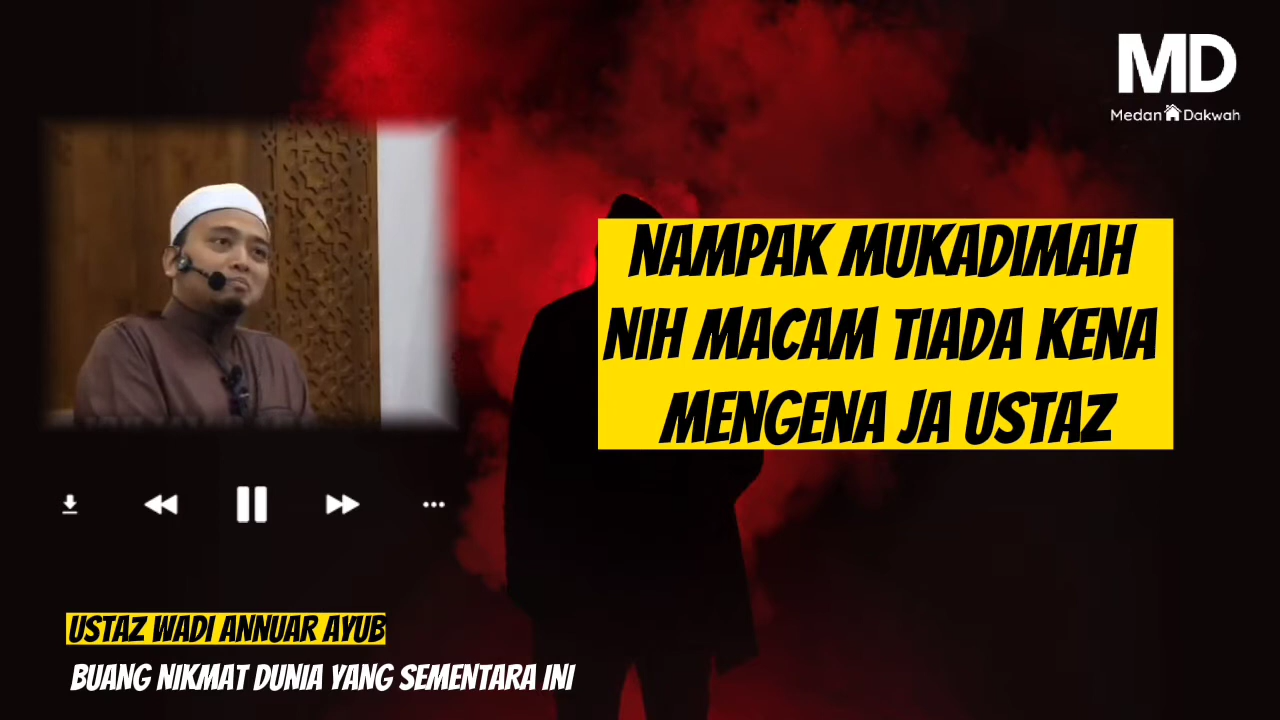 MD
Medan Dakwah
NAMPAK MUKADIMAH
NIH MACAM TIADA KENA
MENGENA JA USTAZ
USTAZ WADI ANNUAR AYUB
BUANG NIKMAT DUNIA YANG SEMENTARA INI